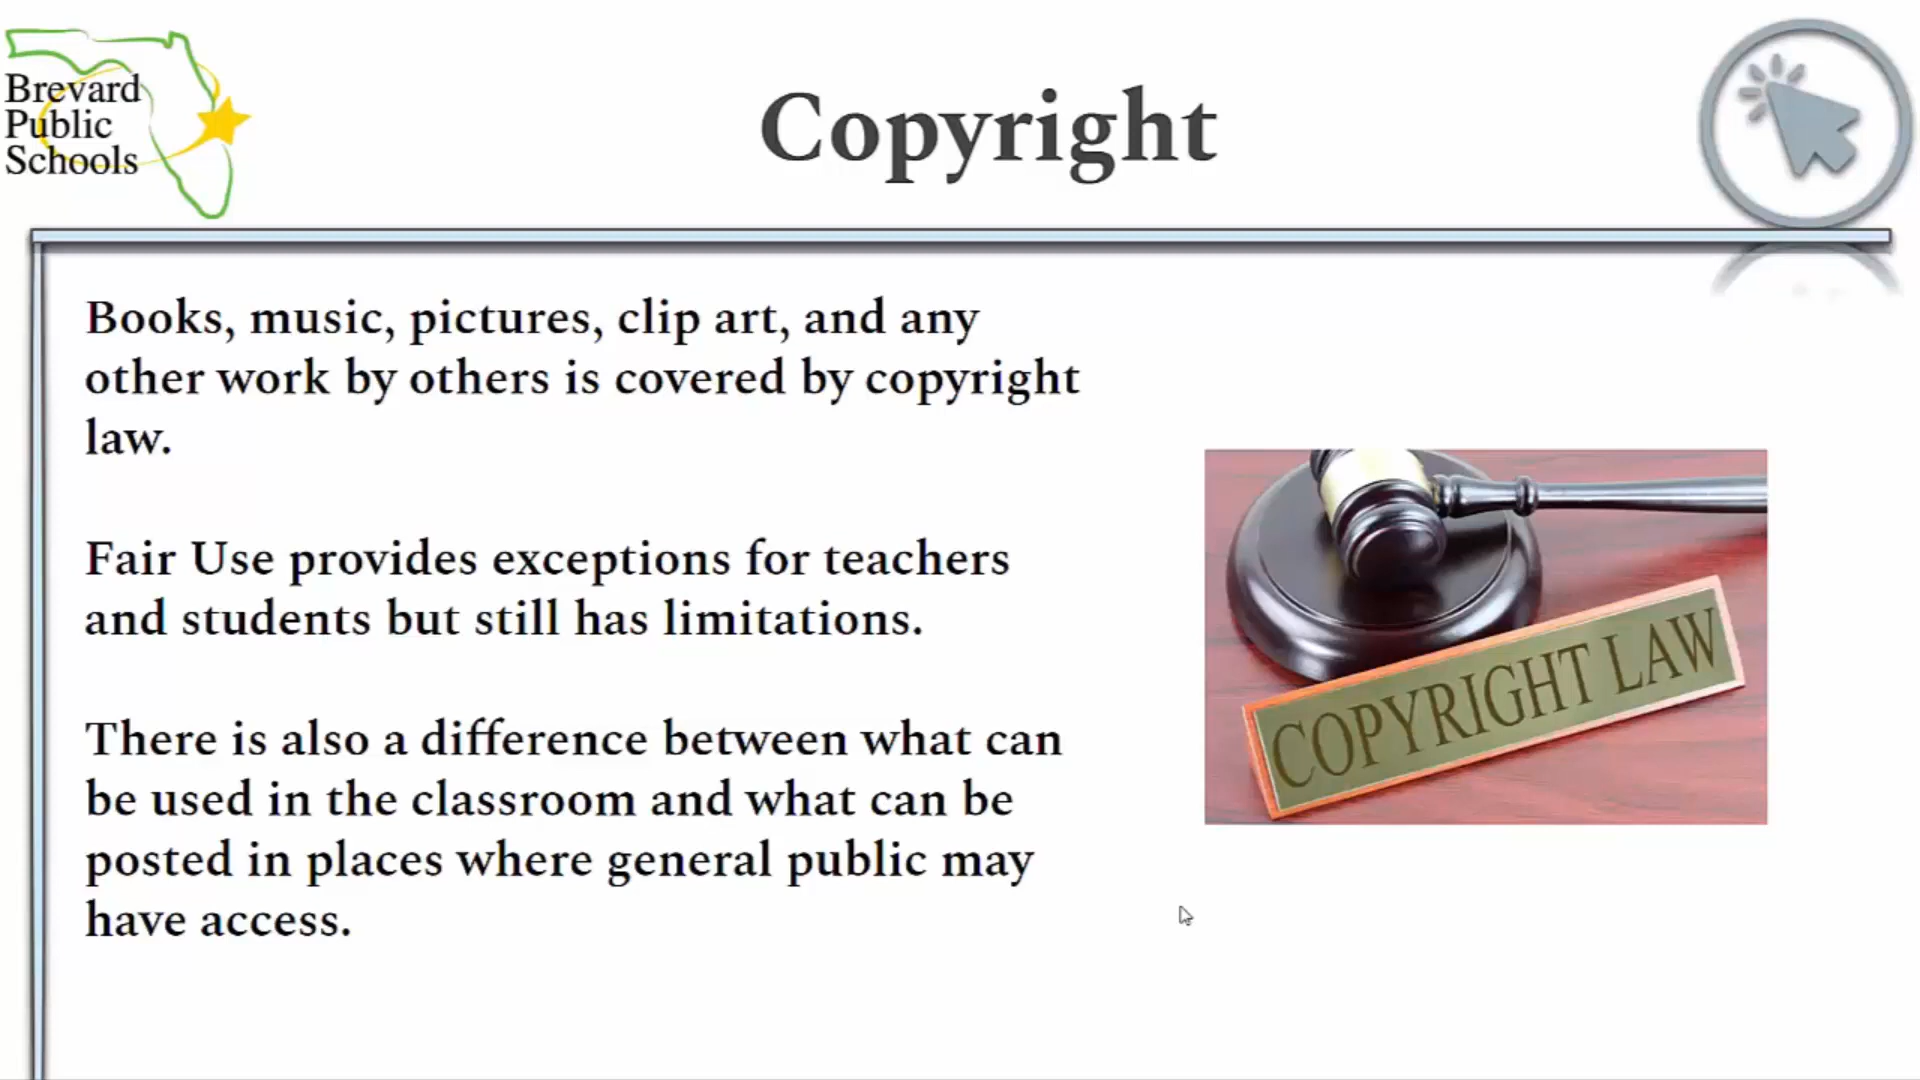 Brevard
Public
Schools
Copyright
Books, music, pictures, clip art, and any
other work by others is covered by copyright
law.
Fair Use provides exceptions for teachers
and students but still has limitations.
There is also a difference between what can
be used in the classroom and what can be
posted in places where general public may
have access.
COPYRIGHT LAW